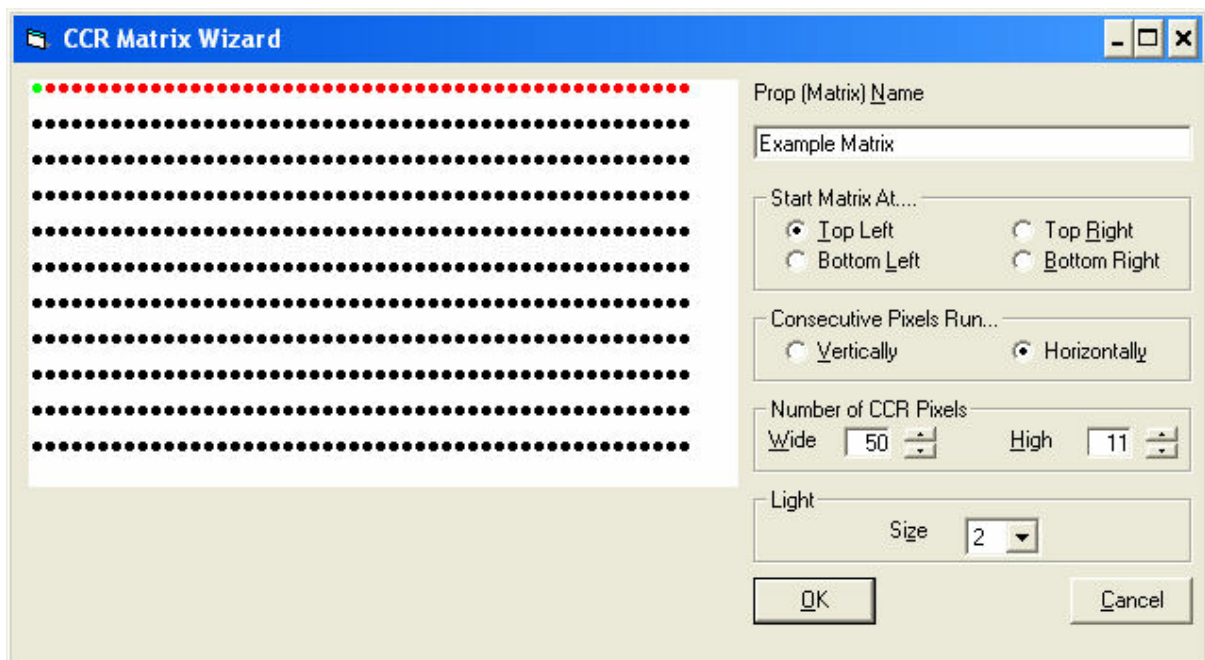 CCR Matrix Wizard
Prop (Matrix) Name
Example Matrix
Start Matrix At....
Top Left
Top Right
Bottom Left
Bottom Right
Consecutive Pixels Run...
Vertically
Horizontally
Number of CCR Pixels
Wide 50 High 11
Light
Size 2
OK Cancel